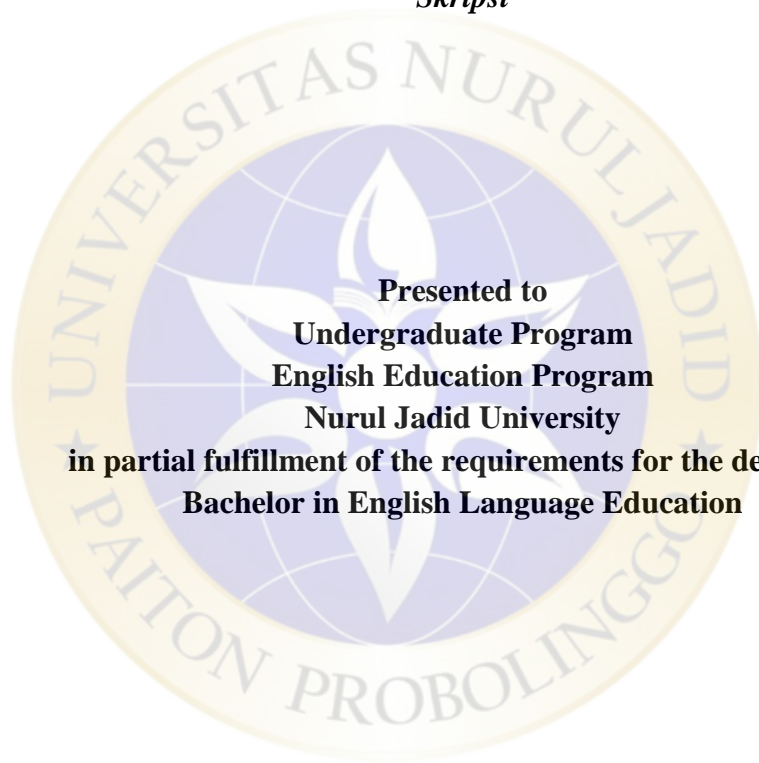 UNIVERSITAS NURUL JADID
Presented to
Undergraduate Program
English Education Program
Nurul Jadid University
in partial fulfillment of the requirements for the
Bachelor in English Language Education
PAITON PROBOLINGGO